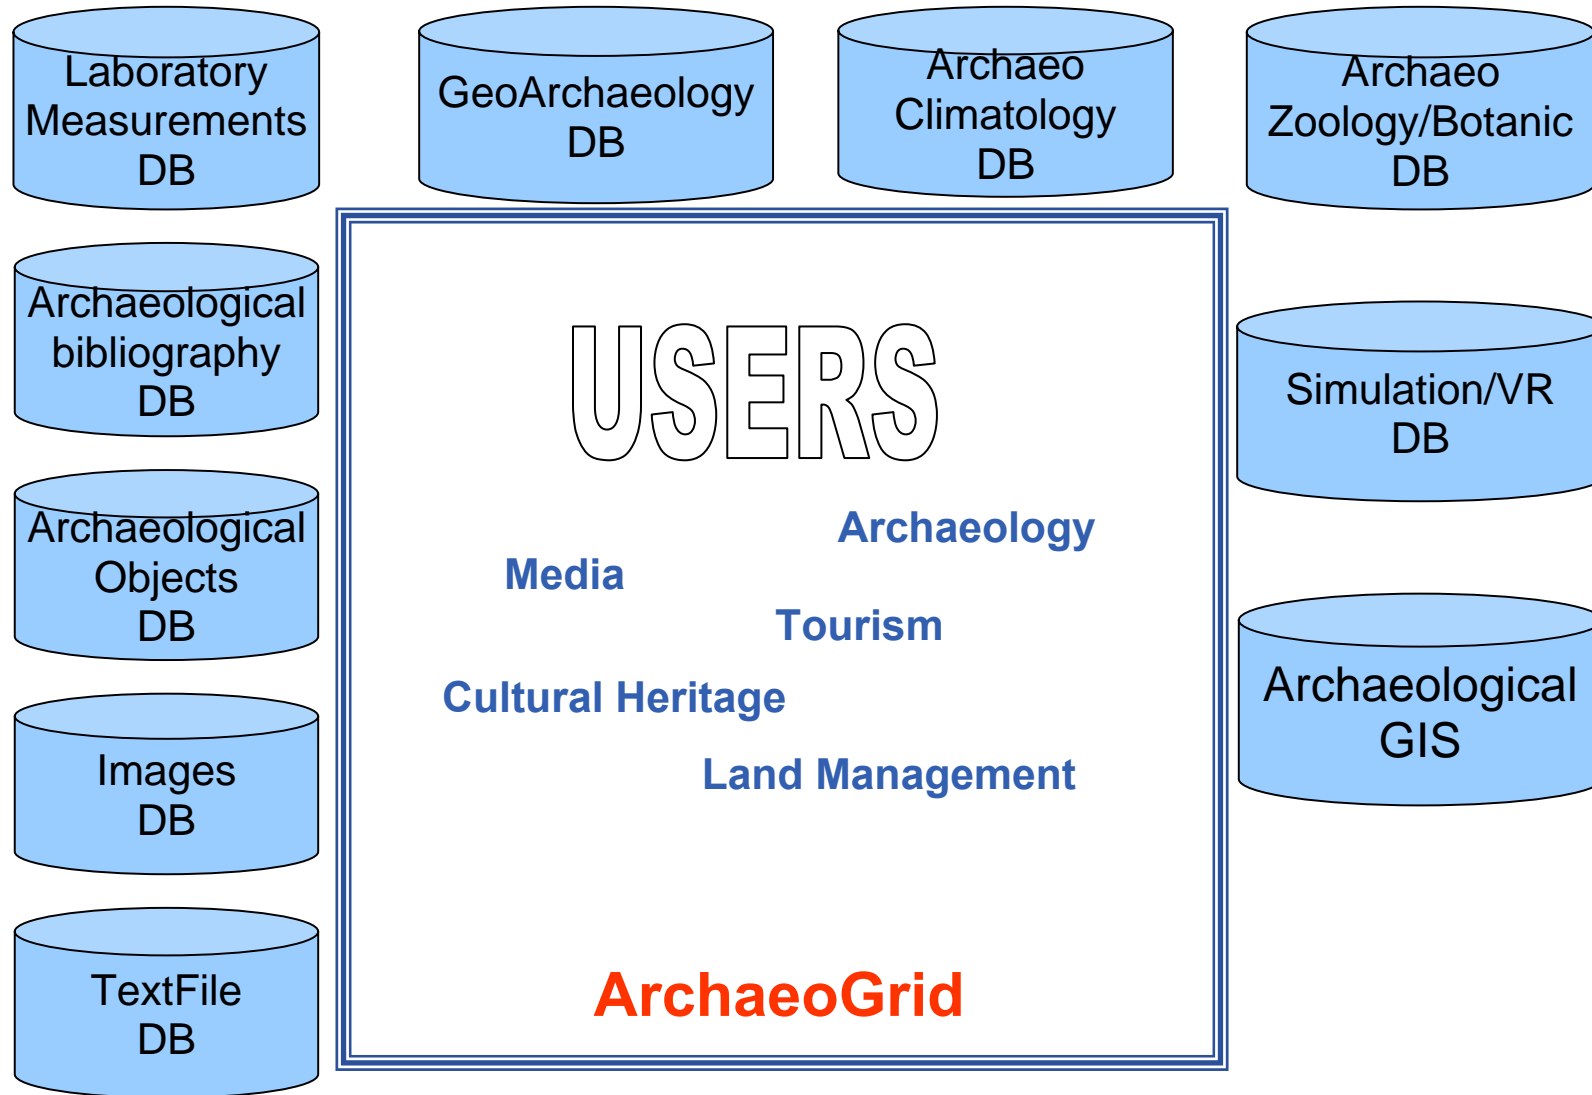 Laboratory
Measurements
DB
GeoArchaeology
DB
Archaeo
Climatology
DB
Archaeo
Zoology/Botanic
DB
Archaeological
bibliography
DB
Archaeological
Objects
DB
Images
DB
TextFile
DB
USERS
Archaeology
Media
Tourism
Cultural Heritage
Land Management
ArchaeoGrid
Simulation/VR
DB
Archaeological
GIS